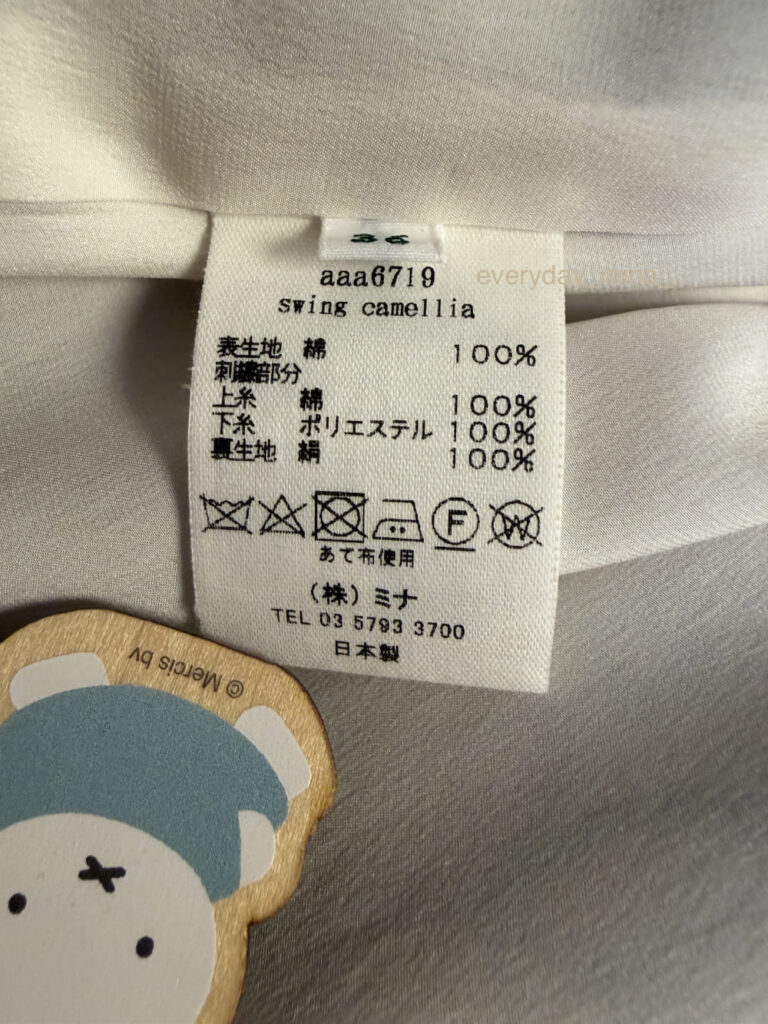 36
aaa6719
swing camellia
表生地 綿 100%
刺繍部分
上糸 綿 100%
下糸 ポリエステル 100%
裏生地 絹 100%
F
W
あて布使用
（株）ミナ
TEL 03 5793 3700
日本製
© Mercis bv